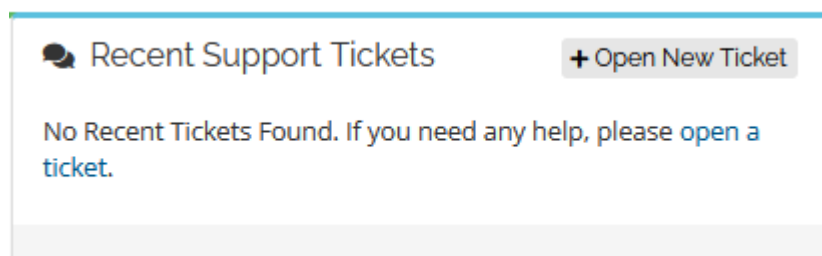 Recent Support Tickets
+ Open New Ticket
No Recent Tickets Found. If you need any help, please open a
ticket.